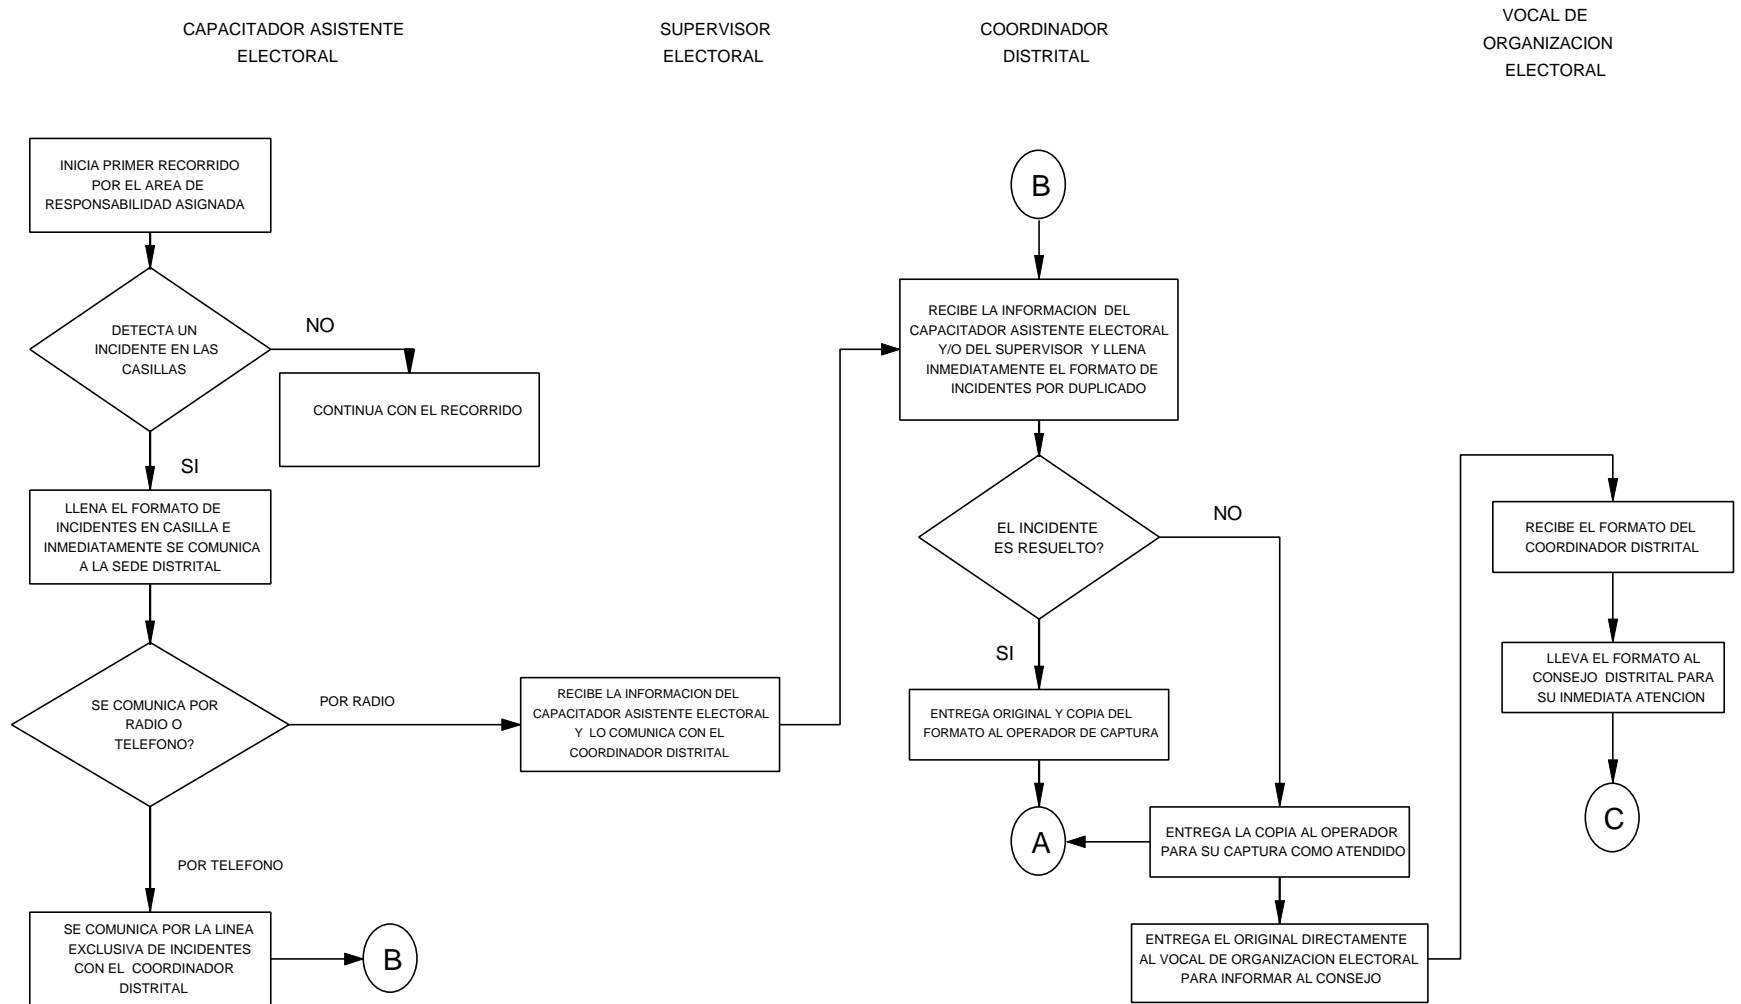 CAPACITADOR ASISTENTE
ELECTORAL
SUPERVISOR
ELECTORAL
COORDINADOR
DISTRITAL
VOCAL DE
ORGANIZACION
ELECTORAL
INICIA PRIMER RECORRIDO
POR EL AREA DE
RESPONSABILIDAD ASIGNADA
DETECTA UN
INCIDENTE EN LAS
CASILLAS
NO
CONTINUA CON EL RECORRIDO
SI
LLENA EL FORMATO DE
INCIDENTES EN CASILLA E
INMEDIATAMENTE SE COMUNICA
A LA SEDE DISTRITAL
SE COMUNICA POR
RADIO O
TELEFONO?
POR RADIO
POR TELEFONO
SE COMUNICA POR LA LINEA
EXCLUSIVA DE INCIDENTES
CON EL COORDINADOR
DISTRITAL
B
RECIBE LA INFORMACION DEL
CAPACITADOR ASISTENTE ELECTORAL
Y LO COMUNICA CON EL
COORDINADOR DISTRITAL
B
RECIBE LA INFORMACION DEL
CAPACITADOR ASISTENTE ELECTORAL
Y/O DEL SUPERVISOR Y LLENA
INMEDIATAMENTE EL FORMATO DE
INCIDENTES POR DUPLICADO
EL INCIDENTE
ES RESUELTO?
NO
SI
ENTREGA ORIGINAL Y COPIA DEL
FORMATO AL OPERADOR DE CAPTURA
A
ENTREGA LA COPIA AL OPERADOR
PARA SU CAPTURA COMO ATENDIDO
ENTREGA EL ORIGINAL DIRECTAMENTE
AL VOCAL DE ORGANIZACION ELECTORAL
PARA INFORMAR AL CONSEJO
RECIBE EL FORMATO DEL
COORDINADOR DISTRITAL
LLEVA EL FORMATO AL
CONSEJO DISTRITAL PARA
SU INMEDIATA ATENCION
C